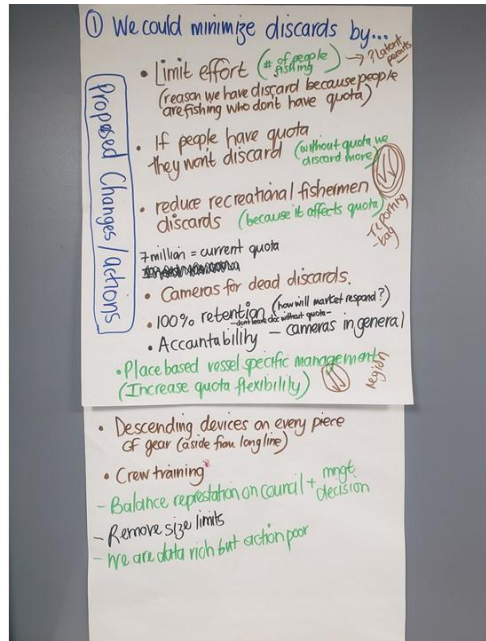 ① We could minimize discards by...
Proposed Changes/actions
• Limit effort (# of people fishing) → ? Latent permits
(reason we have discard because people
are fishing who don't have quota)
• If people have quota
they won't discard (without quota we
discard more)
• reduce recreational fishermen
discards (because it affects quota)
- reporting
- tag
7 million = current quota
• Cameras for dead discards.
• 100% retention (how will market respond?)
- don't leave doc without quota -
• Accountability - cameras in general
• Place based vessel specific management
(Increase quota flexibility)
region
• Descending devices on every piece
of gear (aside from longline)
• Crew training*
- Balance represtation on council + mngt
decision
- Remove size limits
- We are data rich but action poor